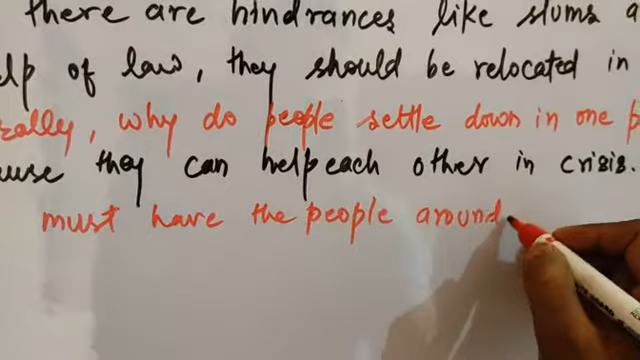 there are hindrances like slums
of law, they should be relocated in
why do people settle down in one
they can help each other in crisis.
must have the people around